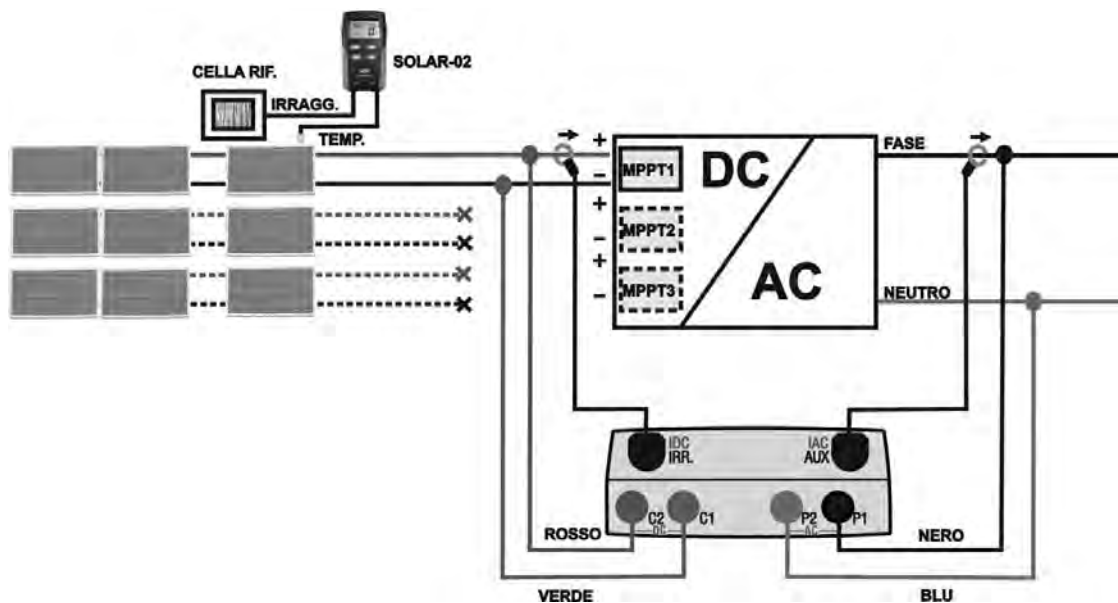 SOLAR-02
CELLA RIF.
IRRAGG.
TEMP.
+
FASE
MPPT1
DC
–
+
MPPT2
–
+
AC
MPPT3
–
NEUTRO
IDC
IRR.
IAC
AUX
C2
C1
DC
P2
P1
AC
ROSSO
NERO
VERDE
BLU